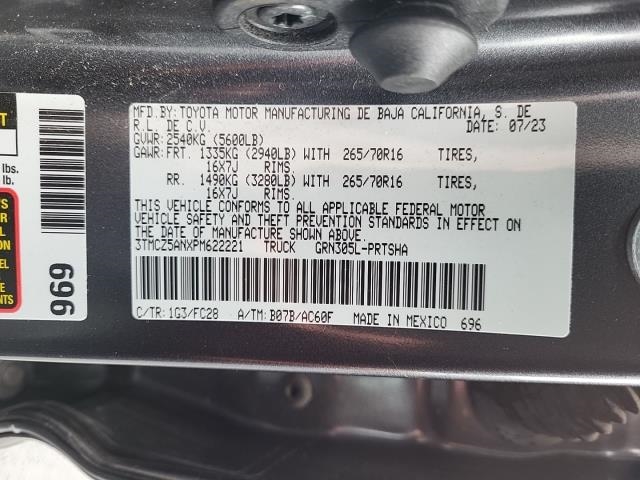 MFD.BY: TOYOTA MOTOR MANUFACTURING DE BAJA CALIFORNIA, S. DE
R.L. DE C.V. DATE: 07/23
GVWR: 2540KG (5600LB)
GAWR: FRT. 1335KG (2940LB) WITH 265/70R16 TIRES,
16X7J RIMS
RR. 1490KG (3280LB) WITH 265/70R16 TIRES,
16X7J RIMS
THIS VEHICLE CONFORMS TO ALL APPLICABLE FEDERAL MOTOR
VEHICLE SAFETY AND THEFT PREVENTION STANDARDS IN EFFECT ON
THE DATE OF MANUFACTURE SHOWN ABOVE.
3TMCZ5ANXPM622221 TRUCK GRN305L-PRTSHA
C/TR: 1G3/FC28 A/TM: B07B/AC60F MADE IN MEXICO 696
T
lbs.
lb.
969